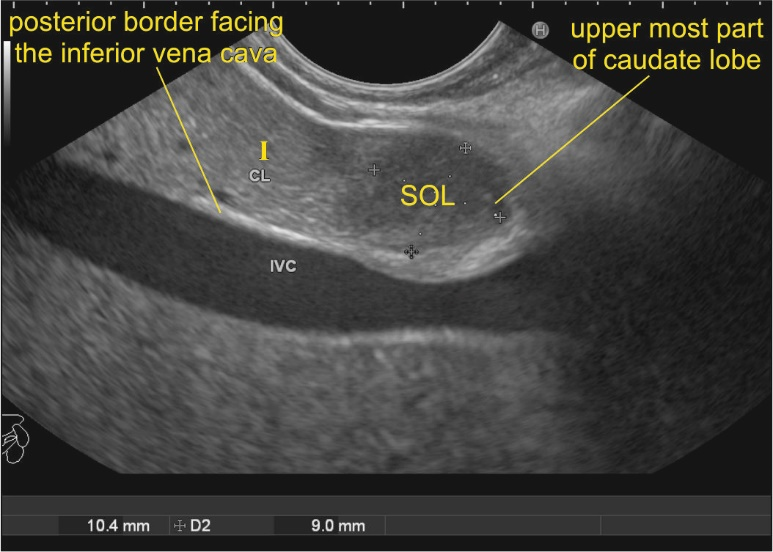 posterior border facing
the inferior vena cava
upper most part
of caudate lobe
H
I
CL
SOL
IVC
10.4 mm D2 9.0 mm